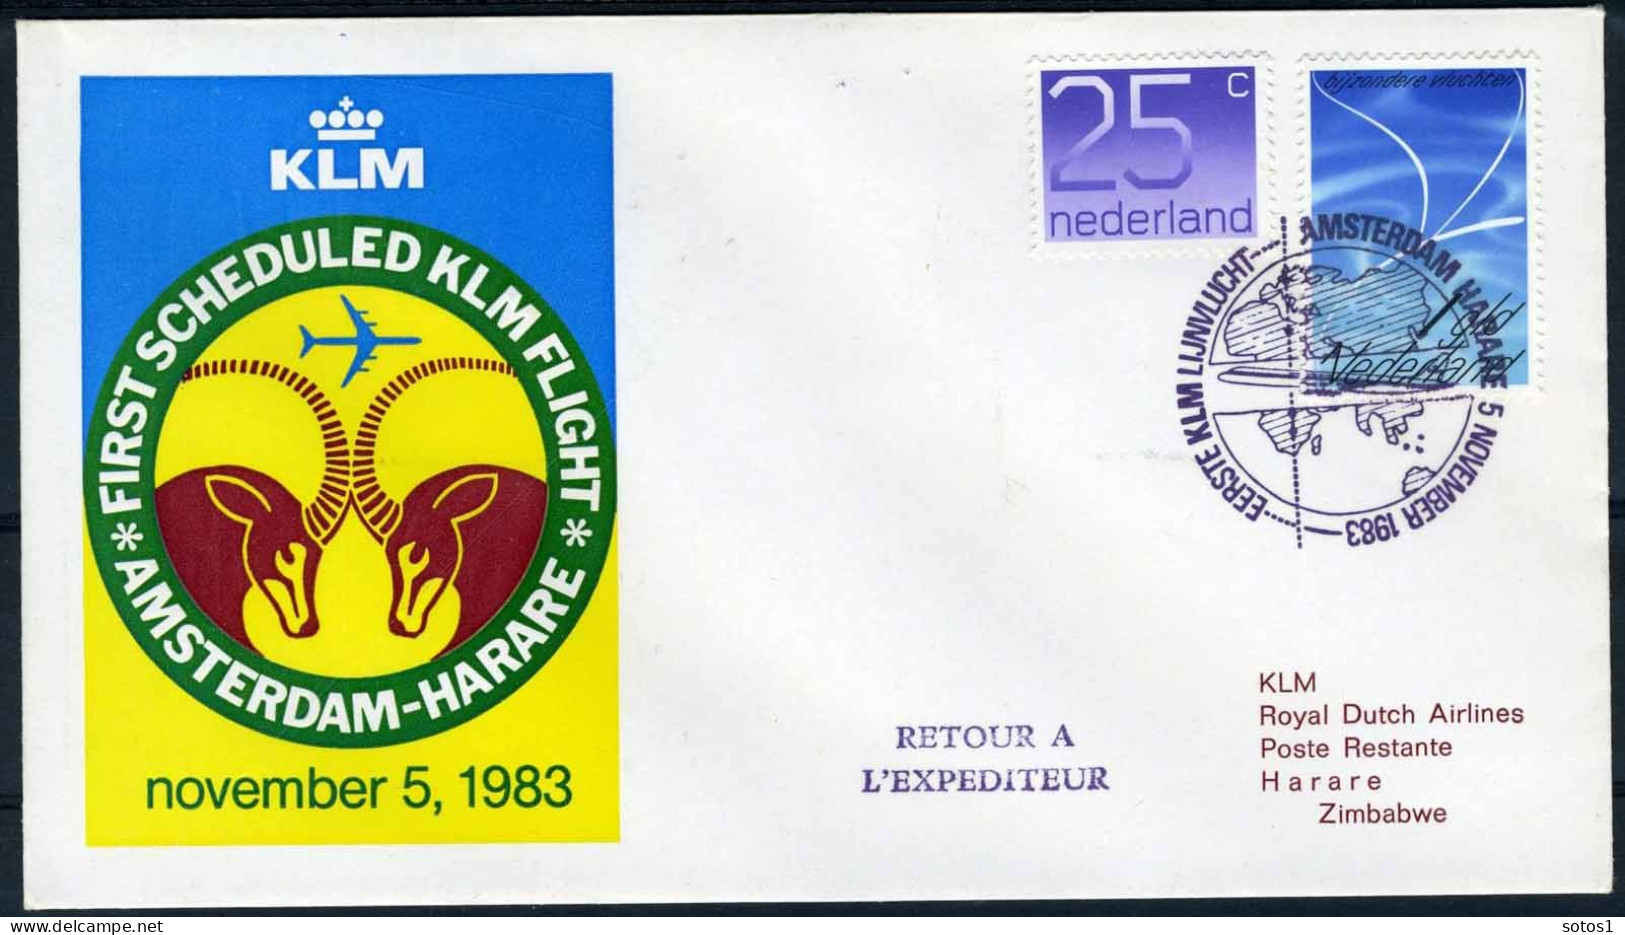 KLM
* FIRST SCHEDULED KLM FLIGHT *
AMSTERDAM-HARARE
november 5, 1983
25 c
nederland
bijzondere vluchten
1 gld
Nederland
EERSTE KLM LIJNVLUCHT AMSTERDAM HARARE 5 NOVEMBER 1983
RETOUR A
L'EXPEDITEUR
KLM
Royal Dutch Airlines
Poste Restante
Harare
Zimbabwe
sotos1